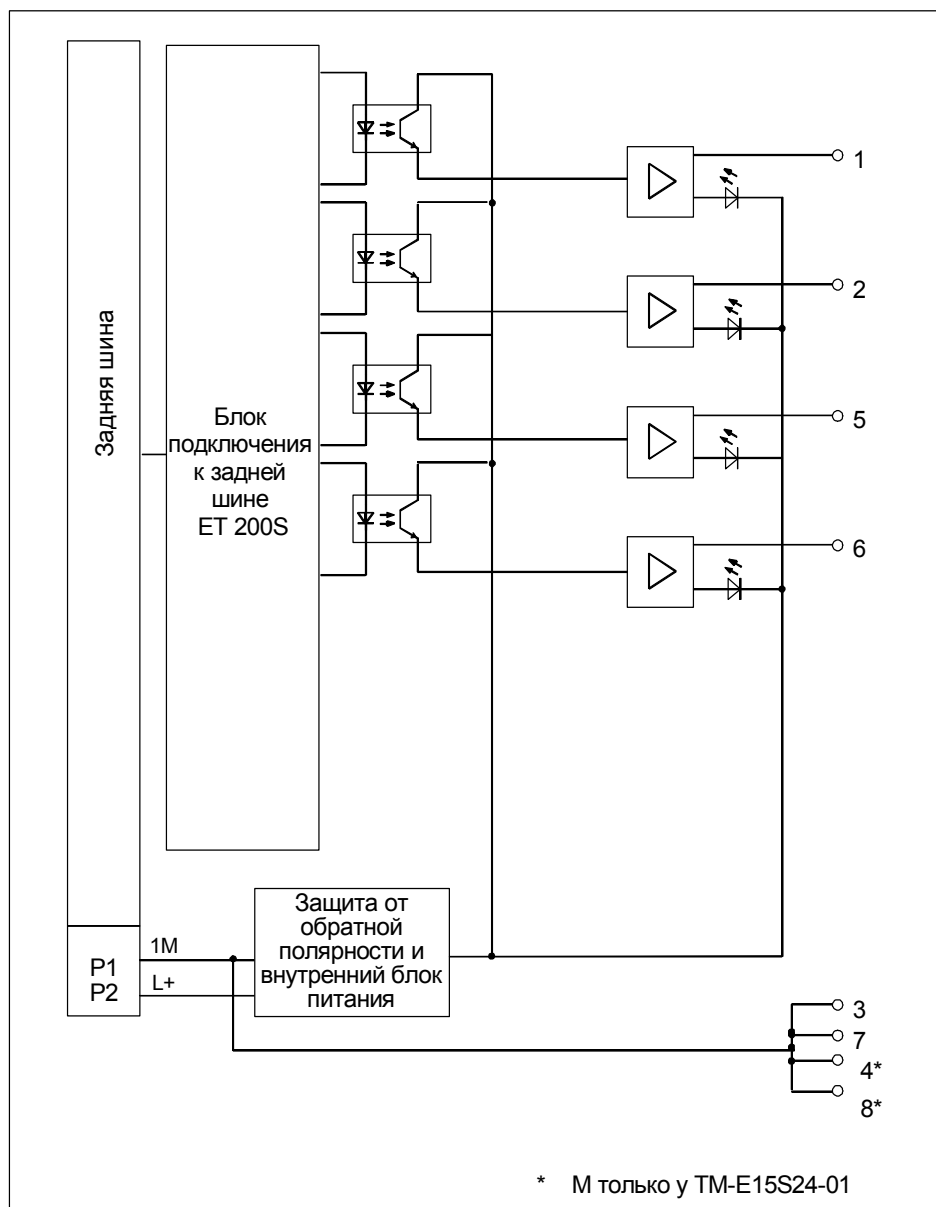 Задняя шина
Блок
подключения
к задней
шине
ET 200S
1
2
5
6
Защита от
обратной
полярности и
внутренний блок
питания
P1
P2
1M
L+
3
7
4*
8*
* М только у TM-E15S24-01